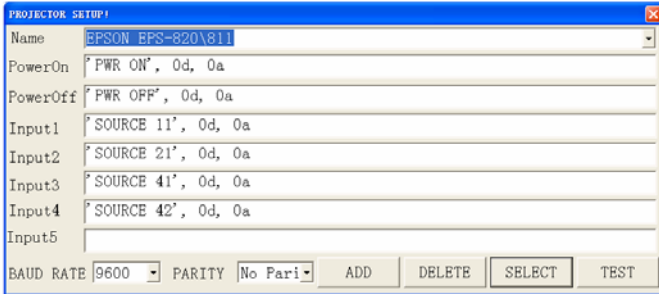 PROJECTOR SETUP!
Name EPSON EPS-820\811
PowerOn 'PWR ON', 0d, 0a
PowerOff 'PWR OFF', 0d, 0a
Input1 'SOURCE 11', 0d, 0a
Input2 'SOURCE 21', 0d, 0a
Input3 'SOURCE 41', 0d, 0a
Input4 'SOURCE 42', 0d, 0a
Input5
BAUD RATE 9600 PARITY No Pari ADD DELETE SELECT TEST